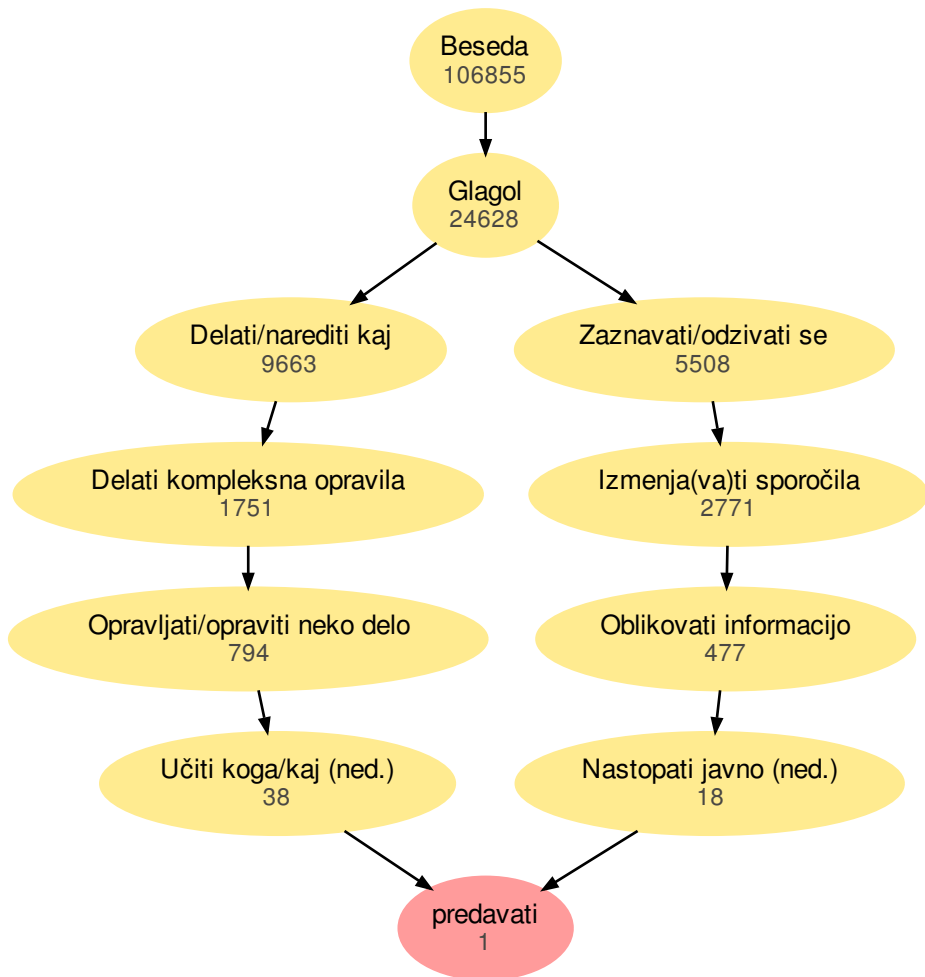 Beseda
106855
Glagol
24628
Delati/narediti kaj
9663
Zaznavati/odzivati se
5508
Delati kompleksna opravila
1751
Izmenja(va)ti sporočila
2771
Opravljati/opraviti neko delo
794
Oblikovati informacijo
477
Učiti koga/kaj (ned.)
38
Nastopati javno (ned.)
18
predavati
1